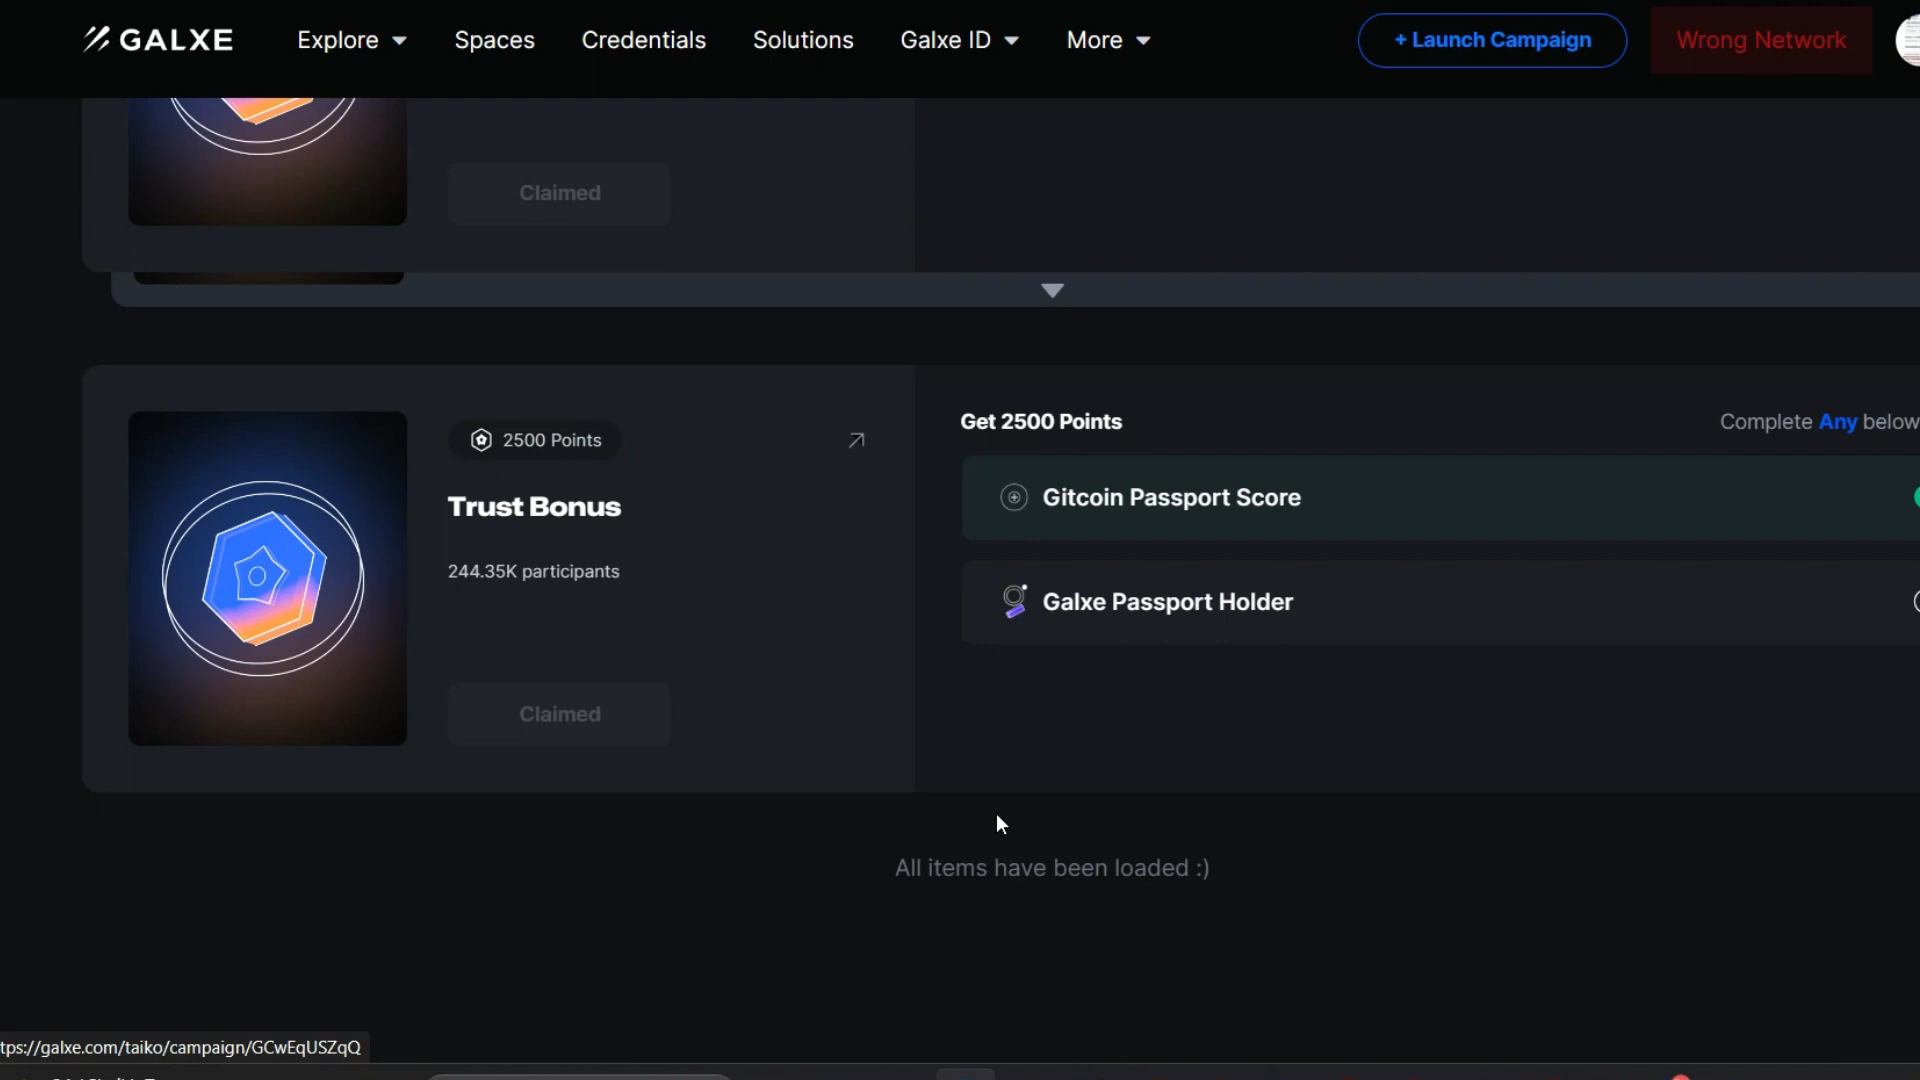 GALXE
Explore
Spaces
Credentials
Solutions
Galxe ID
More
+ Launch Campaign
Wrong Network
Claimed
2500 Points
Trust Bonus
244.35K participants
Claimed
Get 2500 Points
Complete Any below
Gitcoin Passport Score
Galxe Passport Holder
All items have been loaded :)
tps://galxe.com/taiko/campaign/GCwEqUSZqQ